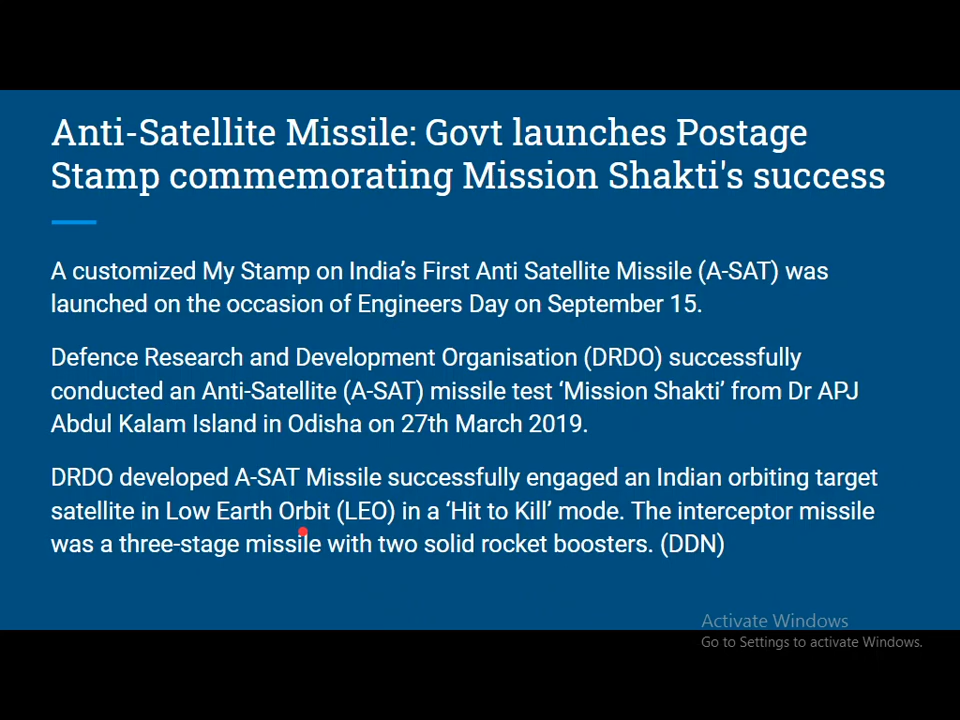 Anti-Satellite Missile: Govt launches Postage
Stamp commemorating Mission Shakti's success
A customized My Stamp on India’s First Anti Satellite Missile (A-SAT) was
launched on the occasion of Engineers Day on September 15.
Defence Research and Development Organisation (DRDO) successfully
conducted an Anti-Satellite (A-SAT) missile test ‘Mission Shakti’ from Dr APJ
Abdul Kalam Island in Odisha on 27th March 2019.
DRDO developed A-SAT Missile successfully engaged an Indian orbiting target
satellite in Low Earth Orbit (LEO) in a ‘Hit to Kill’ mode. The interceptor missile
was a three-stage missile with two solid rocket boosters. (DDN)
Activate Windows
Go to Settings to activate Windows.